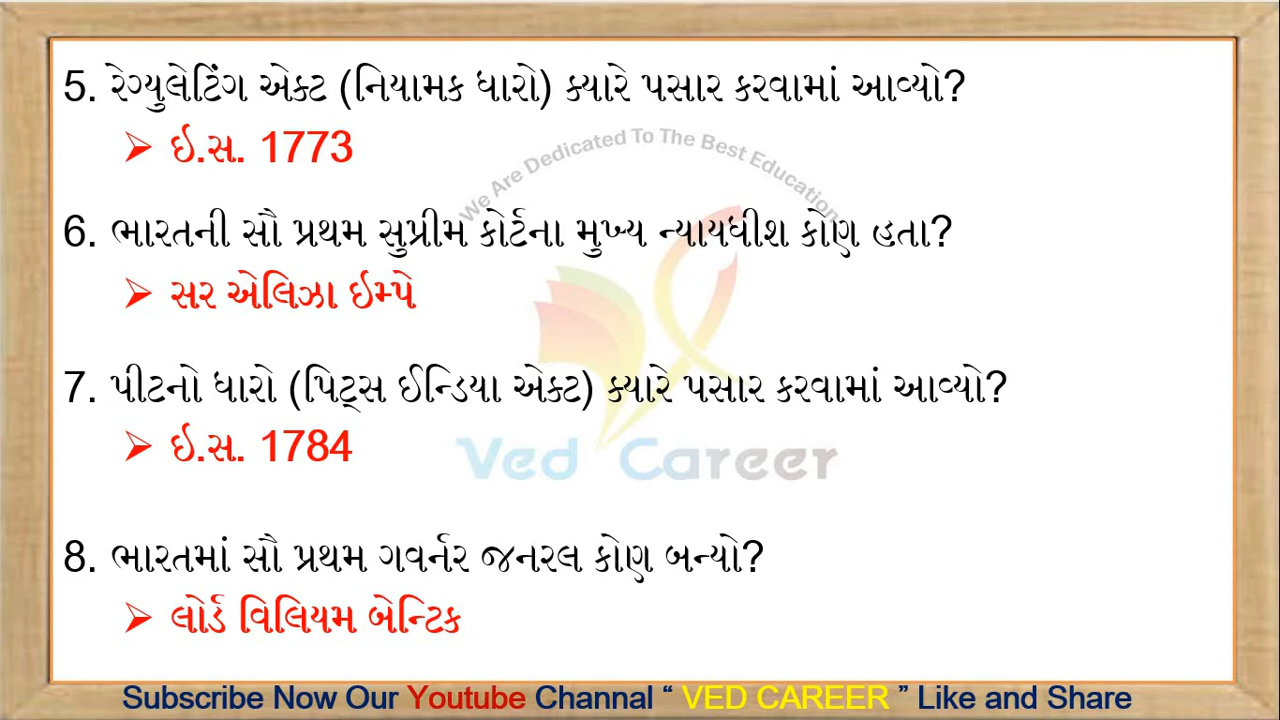 5. રેગ્યુલેટિંગ એક્ટ (નિયામક ધારો) ક્યારે પસાર કરવામાં આવ્યો?
➢ ઇ.સ. 1773
We Are Dedicated To The Best Education
6. ભારતની સૌ પ્રથમ સુપ્રીમ કોર્ટના મુખ્ય ન્યાયધીશ કોણ હતા?
➢ સર એલિઝા ઇમ્પે
7. પીટનો ધારો (પિટ્સ ઈન્ડિયા એક્ટ) ક્યારે પસાર કરવામાં આવ્યો?
➢ ઇ.સ. 1784
Ved Career
8. ભારતમાં સૌ પ્રથમ ગવર્નર જનરલ કોણ બન્યો?
➢ લોર્ડ વિલિયમ બેન્ટિક
Subscribe Now Our Youtube Channal “ VED CAREER ” Like and Share